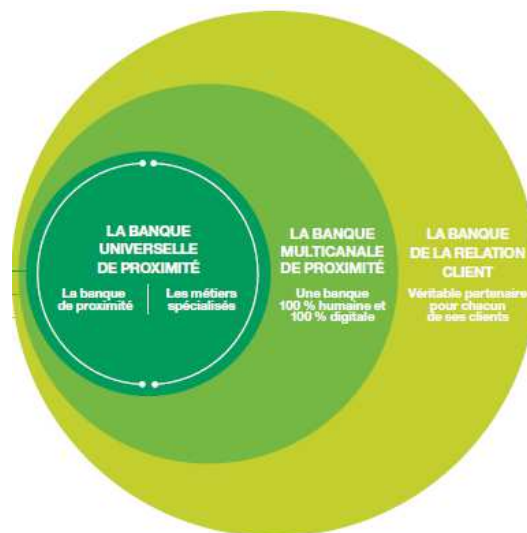 LA BANQUE
UNIVERSELLE
DE PROXIMITÉ
La banque
de proximité
Les métiers
spécialisés
LA BANQUE
MULTICANALE
DE PROXIMITÉ
Une banque
100 % humaine et
100 % digitale
LA BANQUE
DE LA RELATION
CLIENT
Véritable partenaire
pour chacun
de ses clients